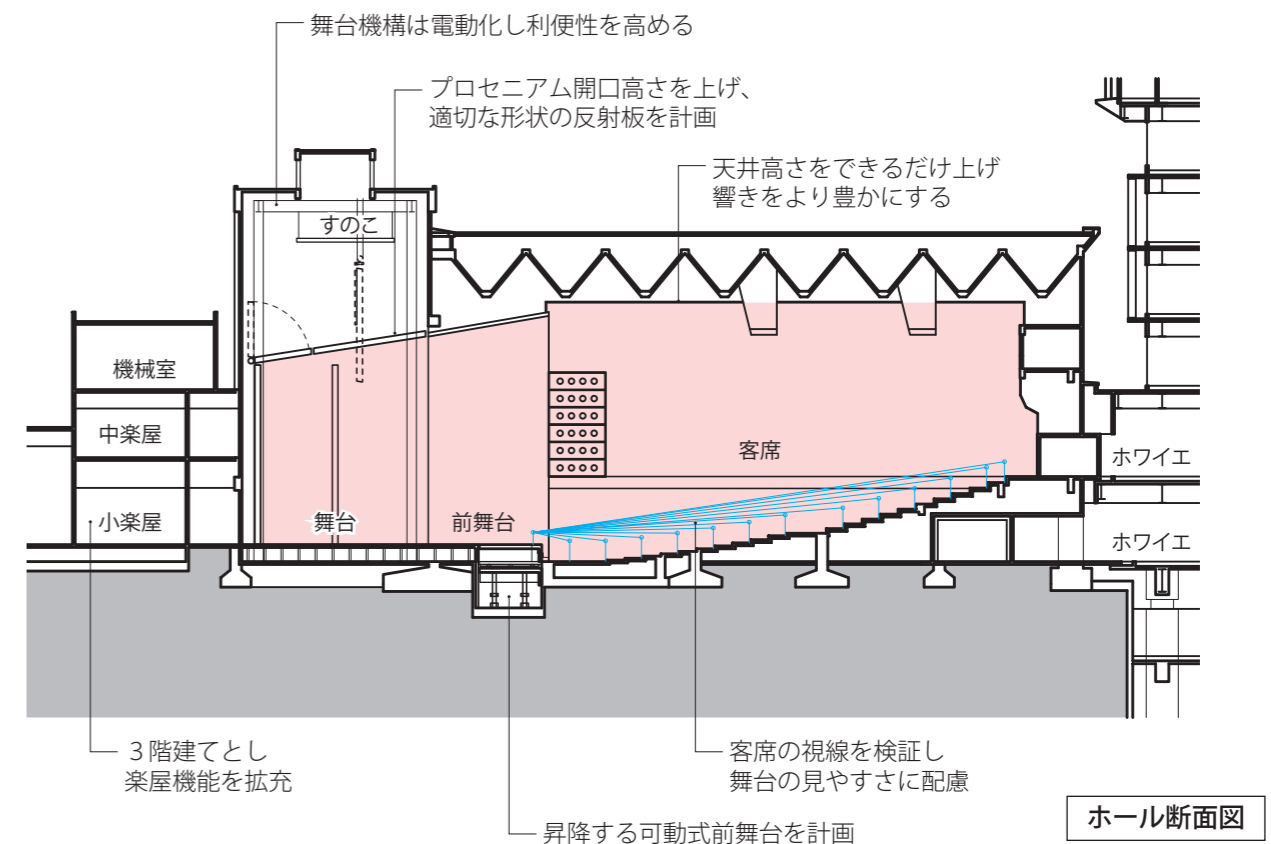 舞台機構は電動化し利便性を高める
プロセニアム開口高さを上げ、
適切な形状の反射板を計画
天井高さをできるだけ上げ
響きをより豊かにする
すのこ
機械室
中楽屋
客席
ホワイエ
小楽屋
舞台
前舞台
ホワイエ
3階建てとし
楽屋機能を拡充
客席の視線を検証し
舞台の見やすさに配慮
昇降する可動式前舞台を計画
ホール断面図